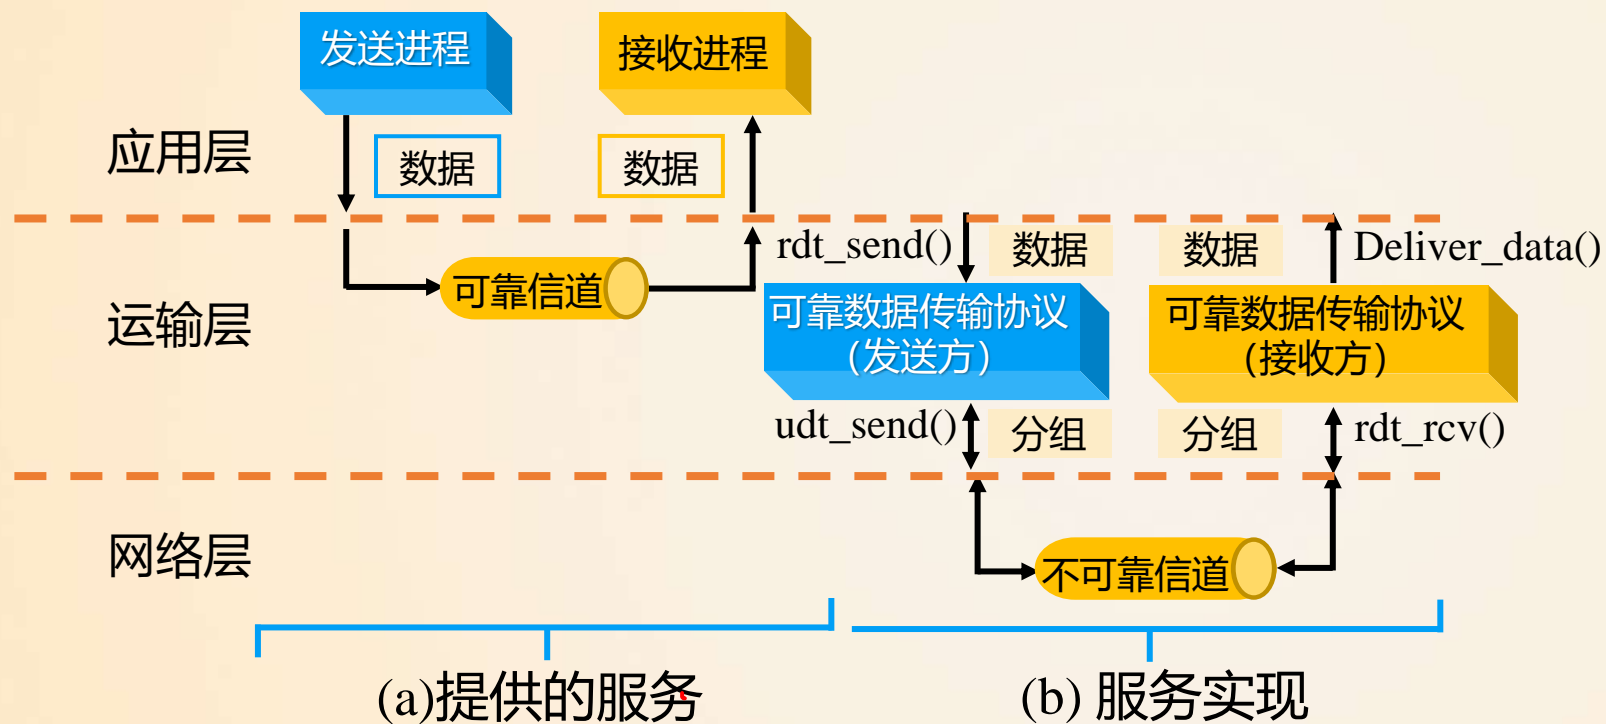 发送进程
接收进程
应用层
数据
数据
rdt_send()
数据
数据
Deliver_data()
运输层
可靠信道
可靠数据传输协议
（发送方）
可靠数据传输协议
（接收方）
udt_send()
分组
分组
rdt_rcv()
网络层
不可靠信道
(a)提供的服务
(b) 服务实现